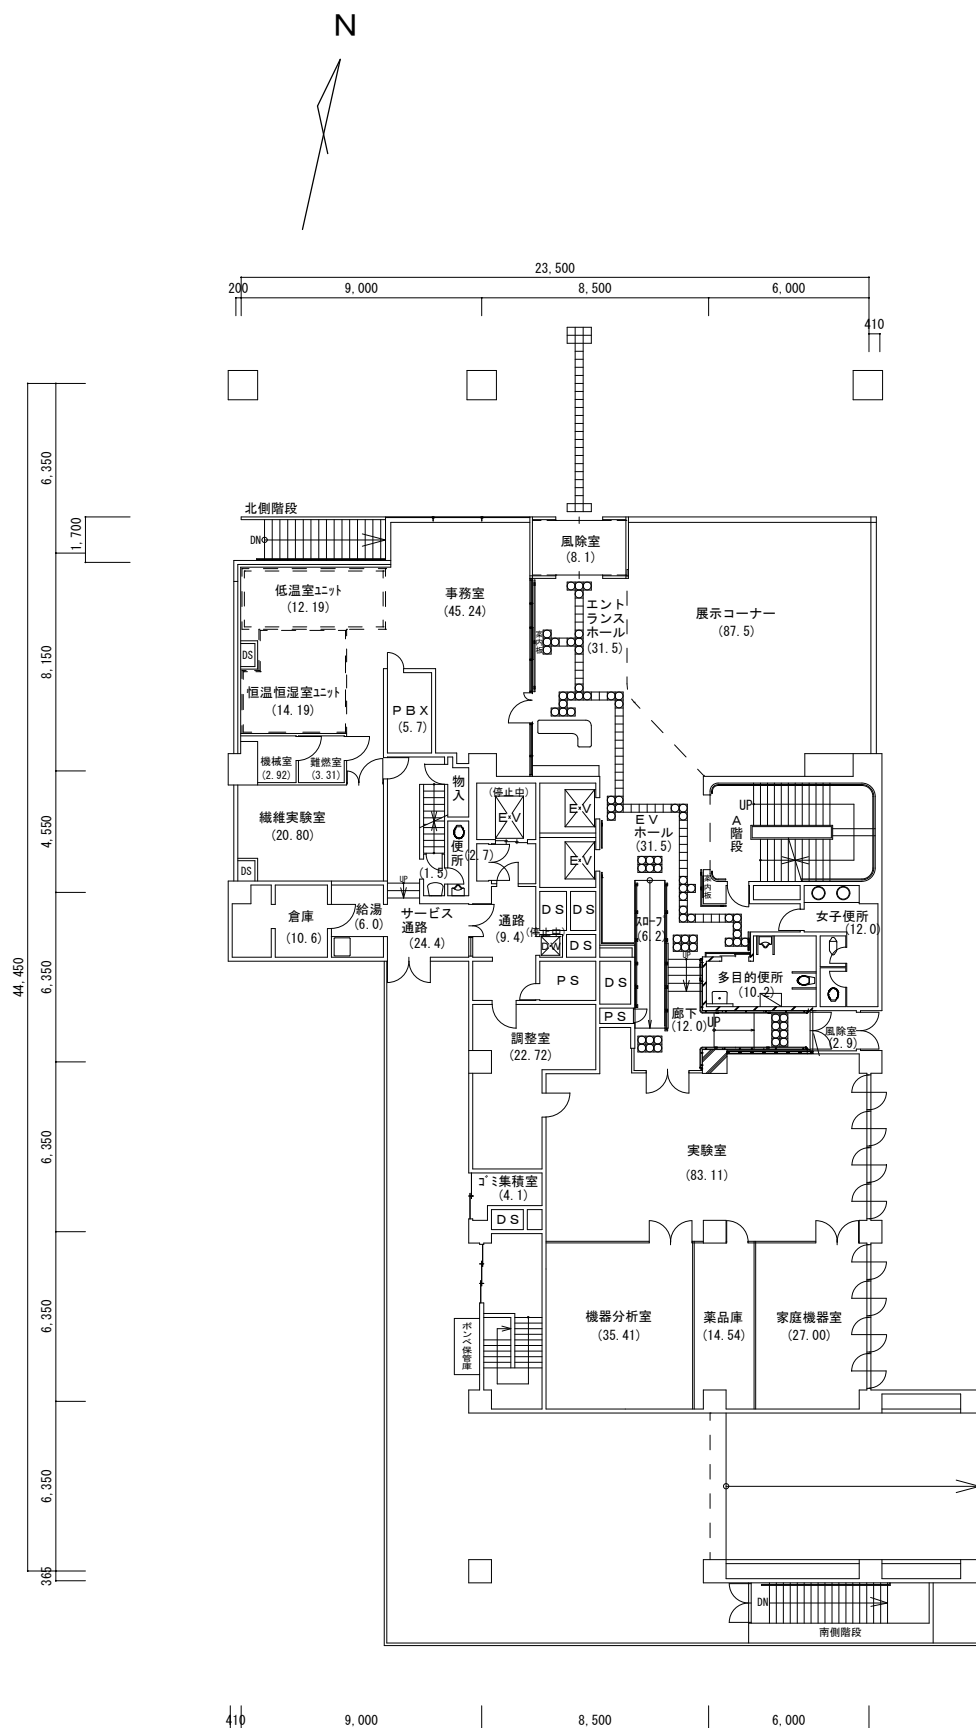 N
23,500
200
9,000
8,500
6,000
410
6,350
1,700
8,150
4,550
6,350
44,450
6,350
6,350
6,350
365
北側階段
DN
風除室
(8.1)
低温室ﾕﾆｯﾄ
(12.19)
事務室
(45.24)
エント
ランス
ホール
(31.5)
案内板
展示コーナー
(87.5)
DS
恒温恒湿室ﾕﾆｯﾄ
(14.19)
ＰＢＸ
(5.7)
機械室
(2.92)
難燃室
(3.31)
物入
(停止中)
E・V
E・V
E・V
ＥＶ
ホール
(31.5)
UP
Ａ階段
繊維実験室
(20.80)
便所
(2.7)
(1.5)
DS
UP
案内板
倉庫
(10.6)
給湯
(6.0)
サービス
通路
(24.4)
通路
(9.4)
(停止中)
DW
ＤＳ
ＤＳ
ＤＳ
ｽﾛｰﾌﾟ
(6.2)
女子便所
(12.0)
UP
多目的便所
(10.2)
ＰＳ
ＤＳ
ＰＳ
廊下
(12.0)
UP
風除室
(2.9)
調整室
(22.72)
実験室
(83.11)
ｺﾞﾐ集積室
(4.1)
ＤＳ
機器分析室
(35.41)
薬品庫
(14.54)
家庭機器室
(27.00)
ボンベ保管庫
DN
南側階段
410
9,000
8,500
6,000